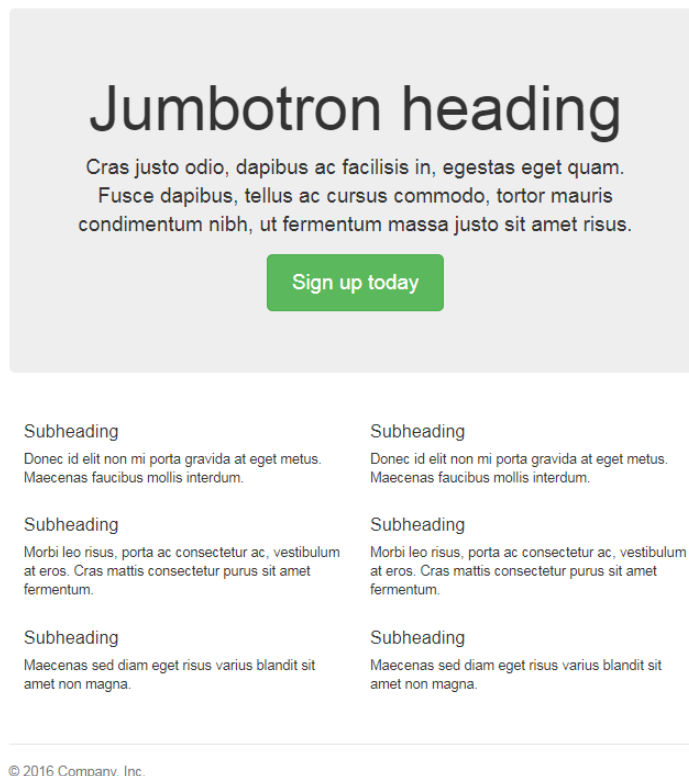 Jumbotron heading
Cras justo odio, dapibus ac facilisis in, egestas eget quam.
Fusce dapibus, tellus ac cursus commodo, tortor mauris
condimentum nibh, ut fermentum massa justo sit amet risus.
Sign up today
Subheading
Donec id elit non mi porta gravida at eget metus.
Maecenas faucibus mollis interdum.
Subheading
Morbi leo risus, porta ac consectetur ac, vestibulum
at eros. Cras mattis consectetur purus sit amet
fermentum.
Subheading
Maecenas sed diam eget risus varius blandit sit
amet non magna.
Subheading
Donec id elit non mi porta gravida at eget metus.
Maecenas faucibus mollis interdum.
Subheading
Morbi leo risus, porta ac consectetur ac, vestibulum
at eros. Cras mattis consectetur purus sit amet
fermentum.
Subheading
Maecenas sed diam eget risus varius blandit sit
amet non magna.
© 2016 Company, Inc.